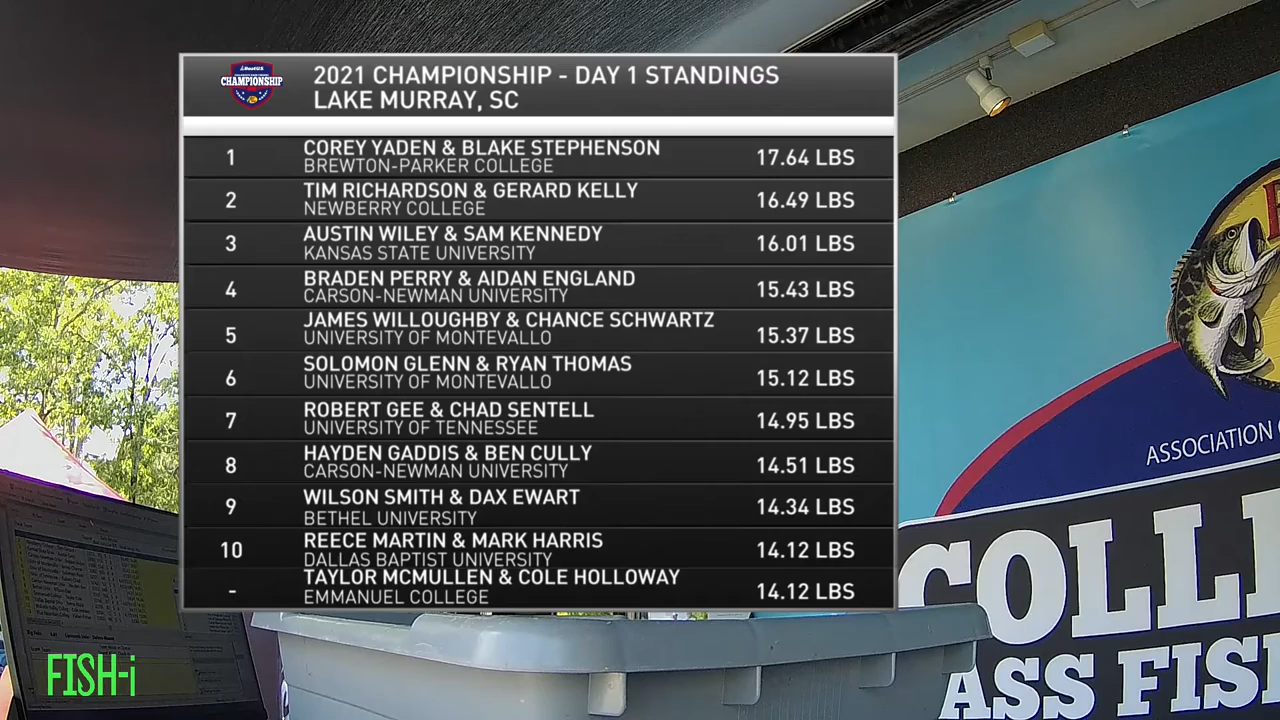 BoatUS
CHAMPIONSHIP
2021 CHAMPIONSHIP - DAY 1 STANDINGS
LAKE MURRAY, SC
1 COREY YADEN & BLAKE STEPHENSON 17.64 LBS
BREWTON-PARKER COLLEGE
2 TIM RICHARDSON & GERARD KELLY 16.49 LBS
NEWBERRY COLLEGE
3 AUSTIN WILEY & SAM KENNEDY 16.01 LBS
KANSAS STATE UNIVERSITY
4 BRADEN PERRY & AIDAN ENGLAND 15.43 LBS
CARSON-NEWMAN UNIVERSITY
5 JAMES WILLOUGHBY & CHANCE SCHWARTZ 15.37 LBS
UNIVERSITY OF MONTEVALLO
6 SOLOMON GLENN & RYAN THOMAS 15.12 LBS
UNIVERSITY OF MONTEVALLO
7 ROBERT GEE & CHAD SENTELL 14.95 LBS
UNIVERSITY OF TENNESSEE
8 HAYDEN GADDIS & BEN CULLY 14.51 LBS
CARSON-NEWMAN UNIVERSITY
9 WILSON SMITH & DAX EWART 14.34 LBS
BETHEL UNIVERSITY
10 REECE MARTIN & MARK HARRIS 14.12 LBS
DALLAS BAPTIST UNIVERSITY
- TAYLOR MCMULLEN & COLE HOLLOWAY 14.12 LBS
EMMANUEL COLLEGE
ASSOCIATION
COLL
ASS FIS
FISH-i